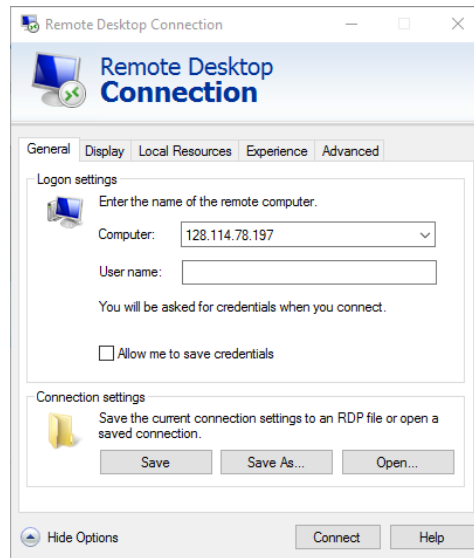 Remote Desktop Connection
Remote Desktop
Connection
General Display Local Resources Experience Advanced
Logon settings
Enter the name of the remote computer.
Computer: 128.114.78.197
User name:
You will be asked for credentials when you connect.
Allow me to save credentials
Connection settings
Save the current connection settings to an RDP file or open a
saved connection.
Save Save As... Open...
Hide Options Connect Help